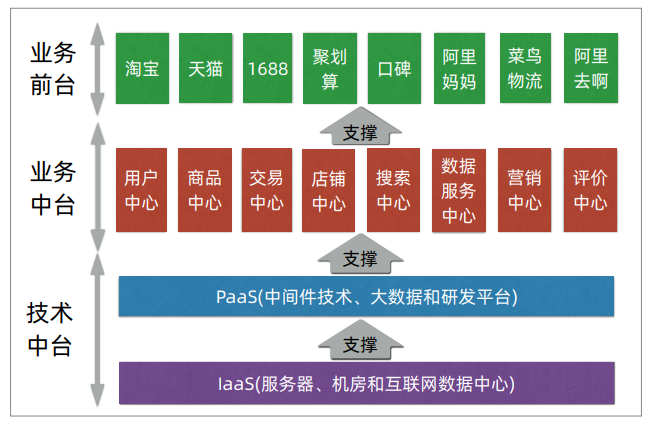 业务
前台
淘宝
天猫
1688
聚划
算
口碑
阿里
妈妈
菜鸟
物流
阿里
去啊
支撑
业务
中台
用户
中心
商品
中心
交易
中心
店铺
中心
搜索
中心
数据
服务
中心
营销
中心
评价
中心
支撑
技术
中台
PaaS(中间件技术、大数据和研发平台)
支撑
IaaS(服务器、机房和互联网数据中心)